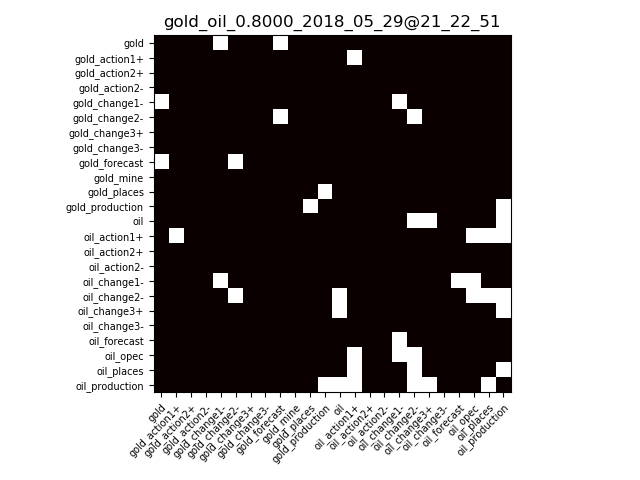 gold_oil_0.8000_2018_05_29@21_22_51
gold
gold_action1+
gold_action2+
gold_action2-
gold_change1-
gold_change2-
gold_change3+
gold_change3-
gold_forecast
gold_mine
gold_places
gold_production
oil
oil_action1+
oil_action2+
oil_action2-
oil_change1-
oil_change2-
oil_change3+
oil_change3-
oil_forecast
oil_opec
oil_places
oil_production
gold
gold_action1+
gold_action2+
gold_action2-
gold_change1-
gold_change2-
gold_change3+
gold_change3-
gold_forecast
gold_mine
gold_places
gold_production
oil
oil_action1+
oil_action2+
oil_action2-
oil_change1-
oil_change2-
oil_change3+
oil_change3-
oil_forecast
oil_opec
oil_places
oil_production